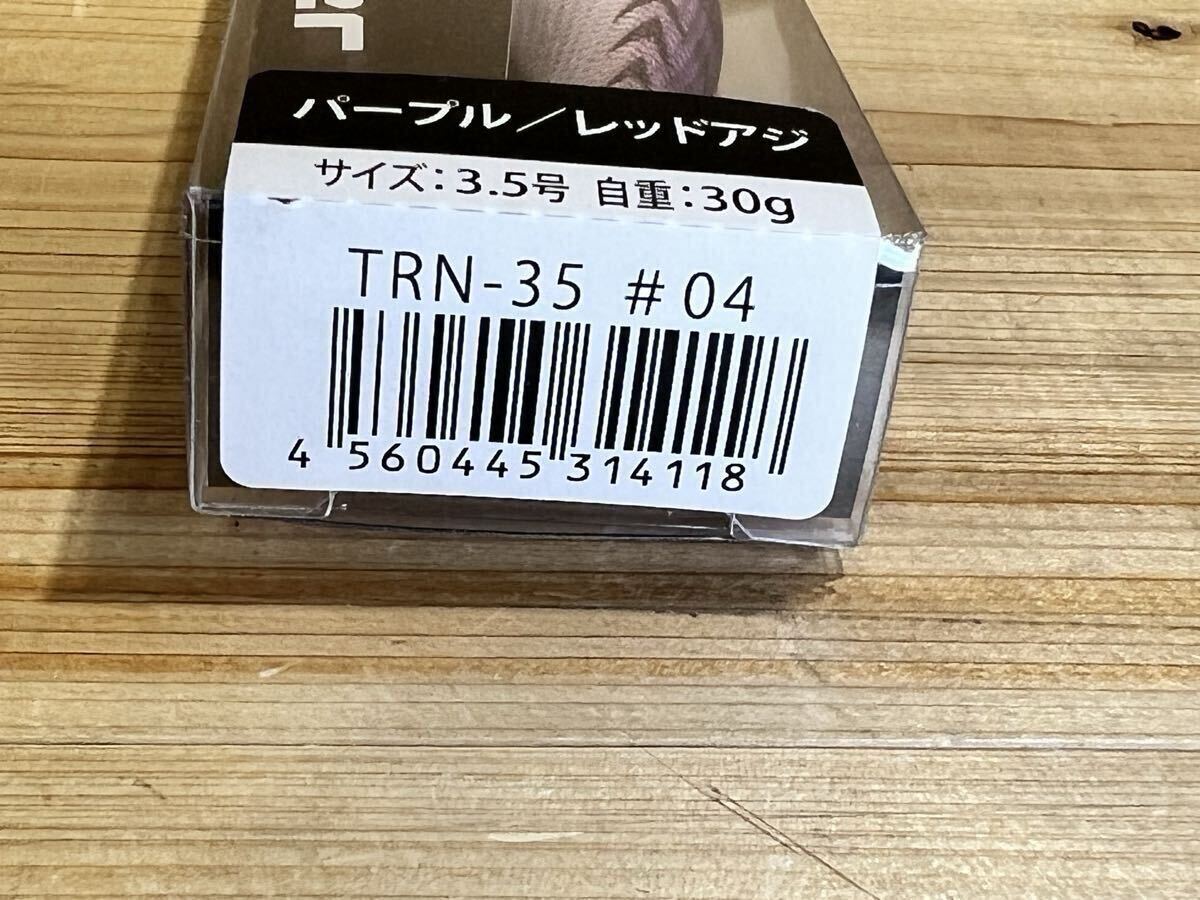 パープル/レッドアジ
サイズ:3.5号 自重:30g
TRN-35 #04
4 560445 314118